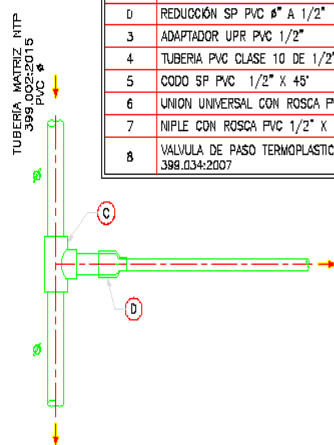 D REDUCCIÓN SP PVC ø" A 1/2"
3 ADAPTADOR UPR PVC 1/2"
4 TUBERIA PVC CLASE 10 DE 1/2"
5 CODO SP PVC 1/2" X 45°
6 UNION UNIVERSAL CON ROSCA
7 NIPLE CON ROSCA PVC 1/2" X
8 VALVULA DE PASO TERMOPLASTIC
399.034:2007
TUBERÍA MATRIZ NTP
399.002:2015
PVC ø
ø
C
D
ø